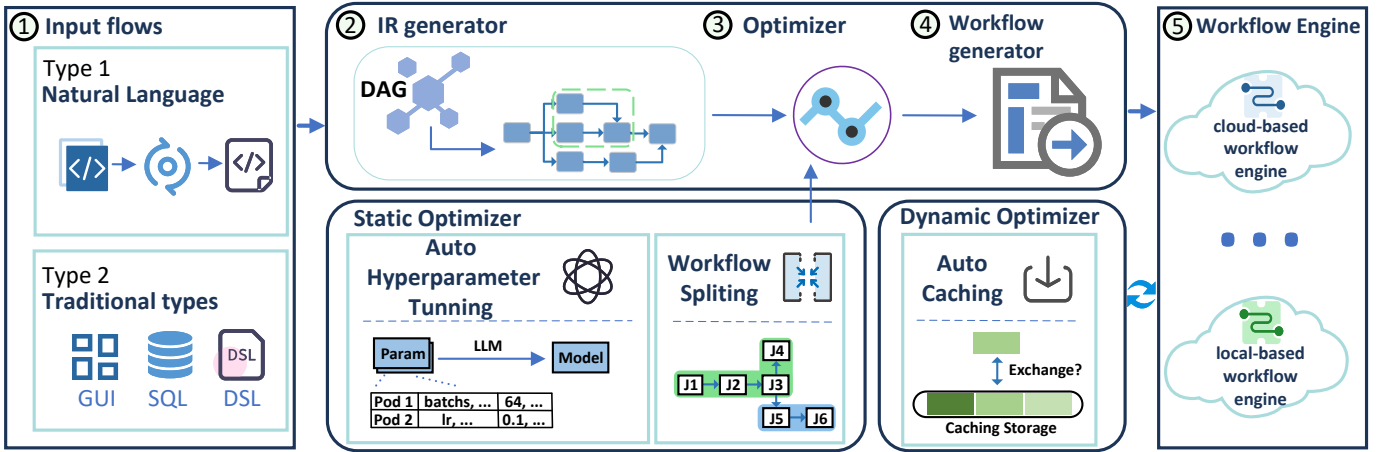 1 Input flows
Type 1
Natural Language
</>
</>
Type 2
Traditional types
DSL
GUI
SQL
DSL
2 IR generator
DAG
3 Optimizer
4 Workflow
generator
Static Optimizer
Auto
Hyperparameter
Tunning
Param
LLM
Model
Pod 1 batchs, ... 64, ...
Pod 2 lr, ... 0.1, ...
Workflow
Spliting
J4
J1 J2 J3
J5 J6
Dynamic Optimizer
Auto
Caching
Exchange?
Caching Storage
5 Workflow Engine
cloud-based
workflow
engine
local-based
workflow
engine